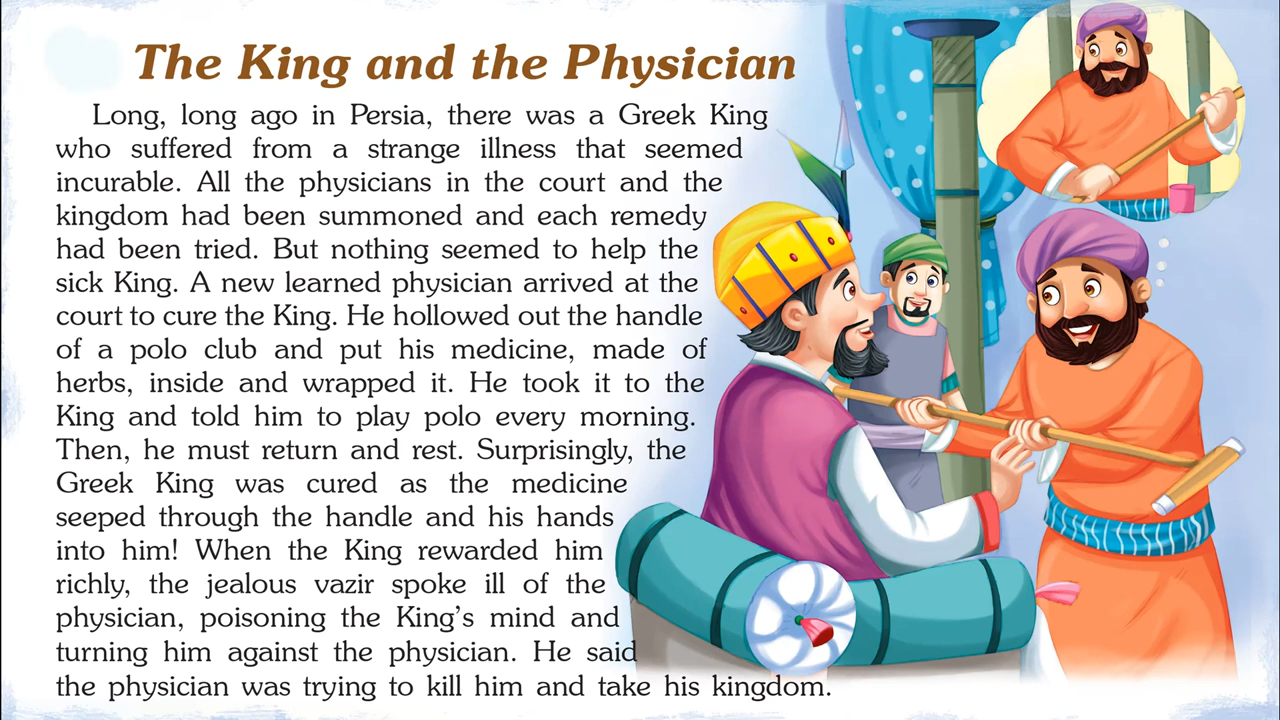 The King and the Physician
Long, long ago in Persia, there was a Greek King
who suffered from a strange illness that seemed
incurable. All the physicians in the court and the
kingdom had been summoned and each remedy
had been tried. But nothing seemed to help the
sick King. A new learned physician arrived at the
court to cure the King. He hollowed out the handle
of a polo club and put his medicine, made of
herbs, inside and wrapped it. He took it to the
King and told him to play polo every morning.
Then, he must return and rest. Surprisingly, the
Greek King was cured as the medicine
seeped through the handle and his hands
into him! When the King rewarded him
richly, the jealous vazir spoke ill of the
physician, poisoning the King's mind and
turning him against the physician. He said
the physician was trying to kill him and take his kingdom.